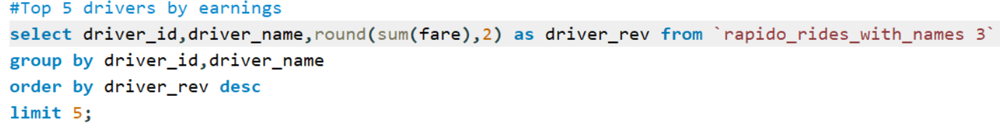 #Top 5 drivers by earnings
select driver_id,driver_name,round(sum(fare),2) as driver_rev from `rapido_rides_with_names 3`
group by driver_id,driver_name
order by driver_rev desc
limit 5;